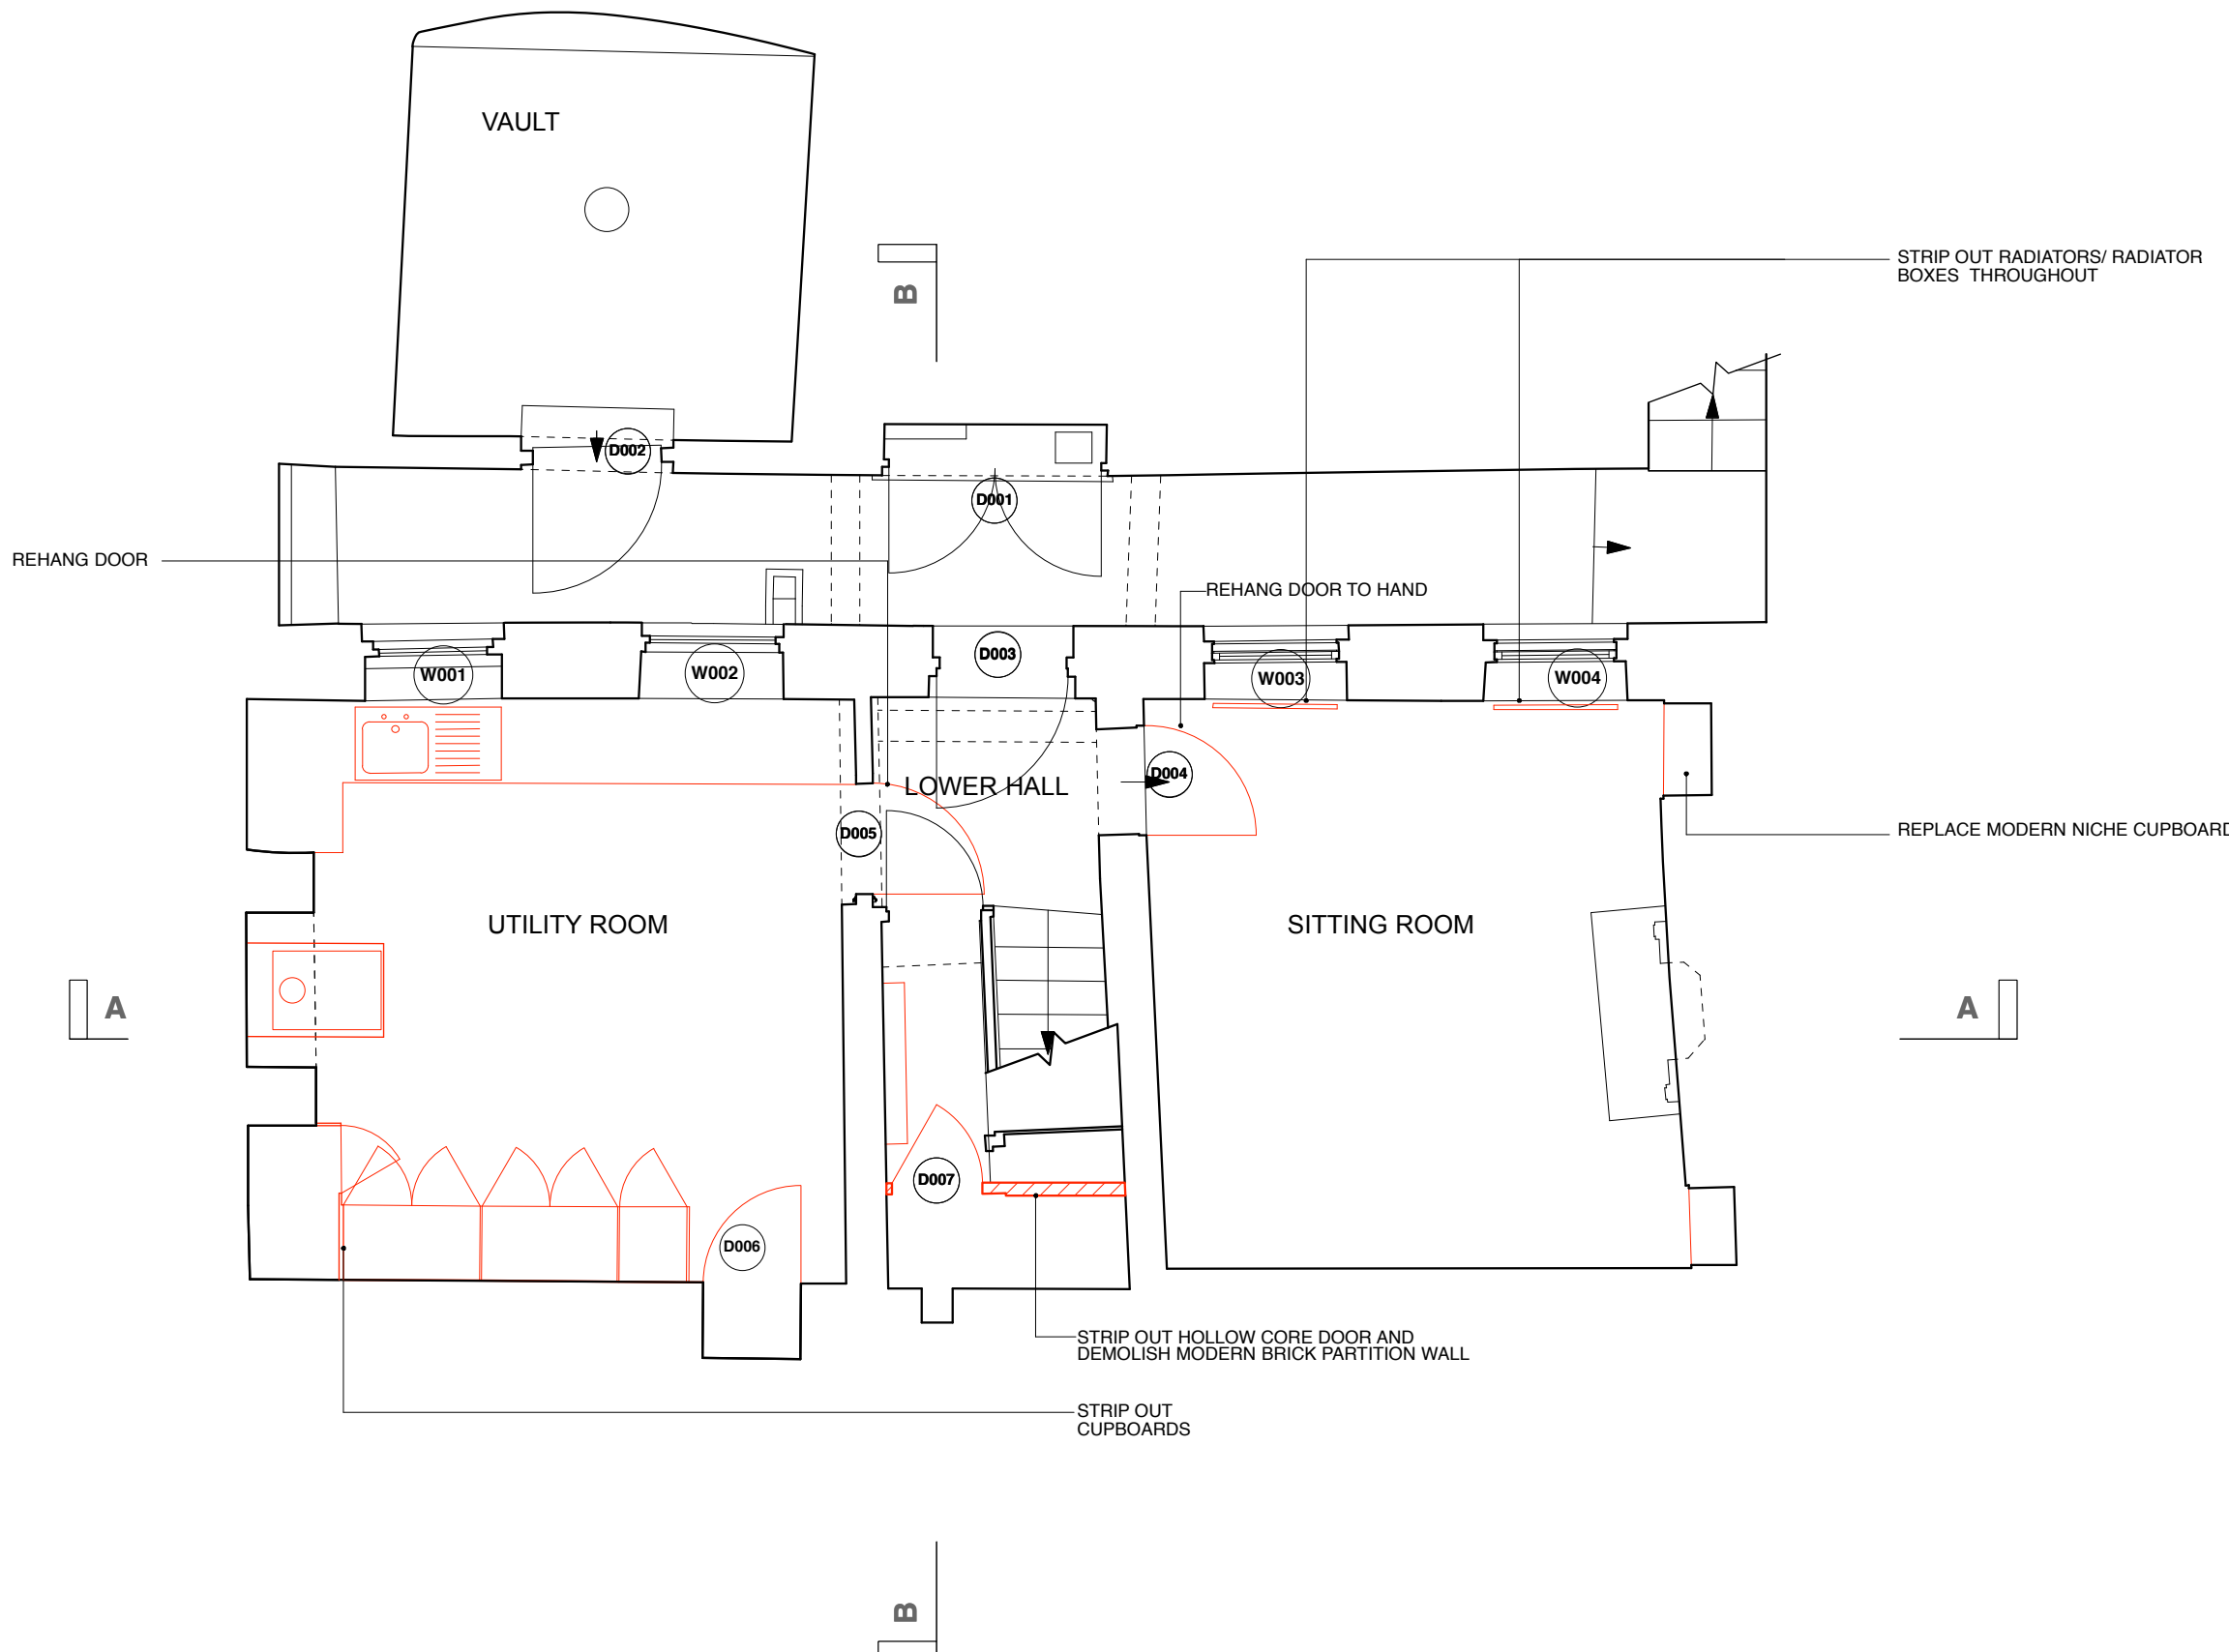 VAULT
B
STRIP OUT RADIATORS/ RADIATOR
BOXES THROUGHOUT
D002
D001
REHANG DOOR
REHANG DOOR TO HAND
W001
W002
D003
W003
W004
LOWER HALL
D004
D005
REPLACE MODERN NICHE CUPBOARD
UTILITY ROOM
SITTING ROOM
A
A
D007
D006
STRIP OUT HOLLOW CORE DOOR AND
DEMOLISH MODERN BRICK PARTITION WALL
STRIP OUT
CUPBOARDS
B